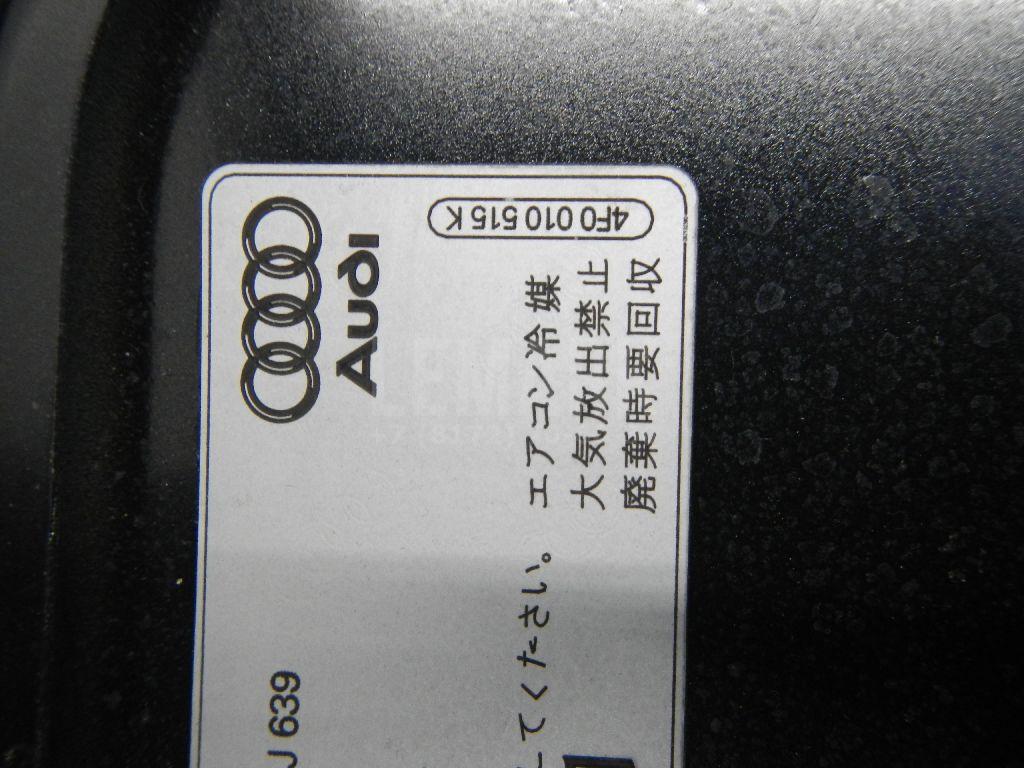 Audi
4F0 010 515 K
J 639
てください。
エアコン冷媒
大気放出禁止
廃棄時要回収